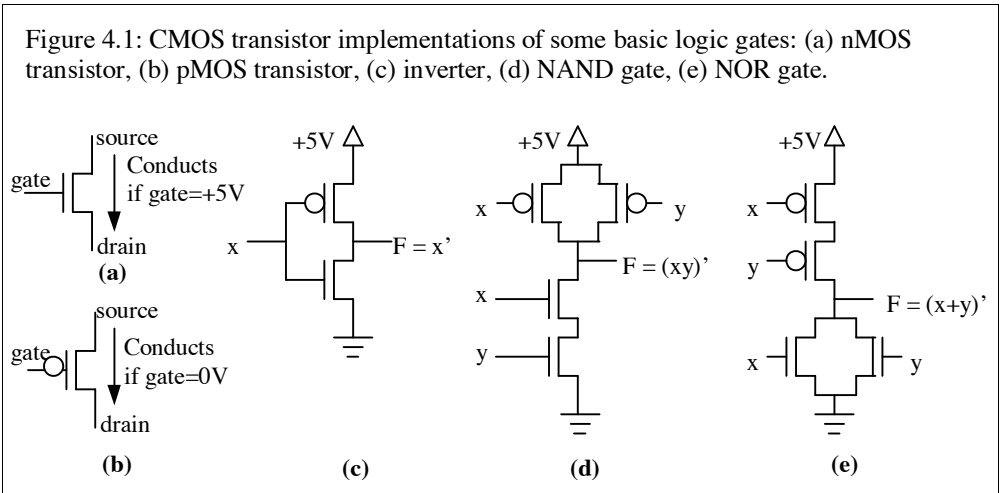 Figure 4.1: CMOS transistor implementations of some basic logic gates: (a) nMOS
transistor, (b) pMOS transistor, (c) inverter, (d) NAND gate, (e) NOR gate.
source
gate
Conducts
if gate=+5V
drain
(a)
source
gate
Conducts
if gate=0V
drain
(b)
+5V
x
F = x’
(c)
+5V
x
y
F = (xy)’
x
y
(d)
+5V
x
y
F = (x+y)’
x
y
(e)